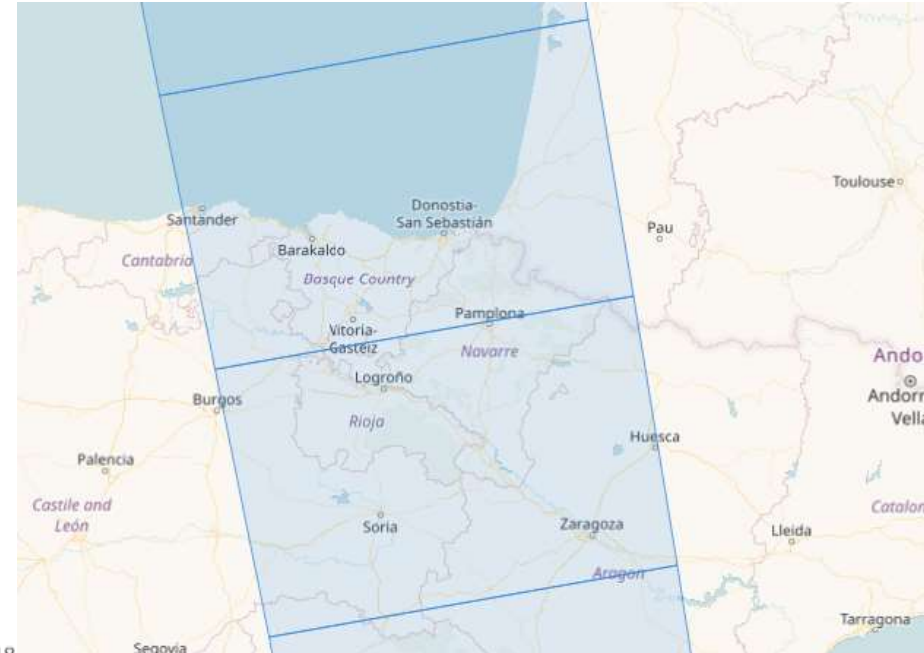 Toulouse
Donostia-
San Sebastián
Santander
Pau
Barakaldo
Cantabria
Basque Country
Pamplona
Vitoria-
Gasteiz
Navarre
Ando
Logroño
Andorr
Vella
Burgos
Rioja
Huesca
Palencia
Castile and
León
Catalon
Soria
Zaragoza
Lleida
Aragon
Tarragona
Segovia